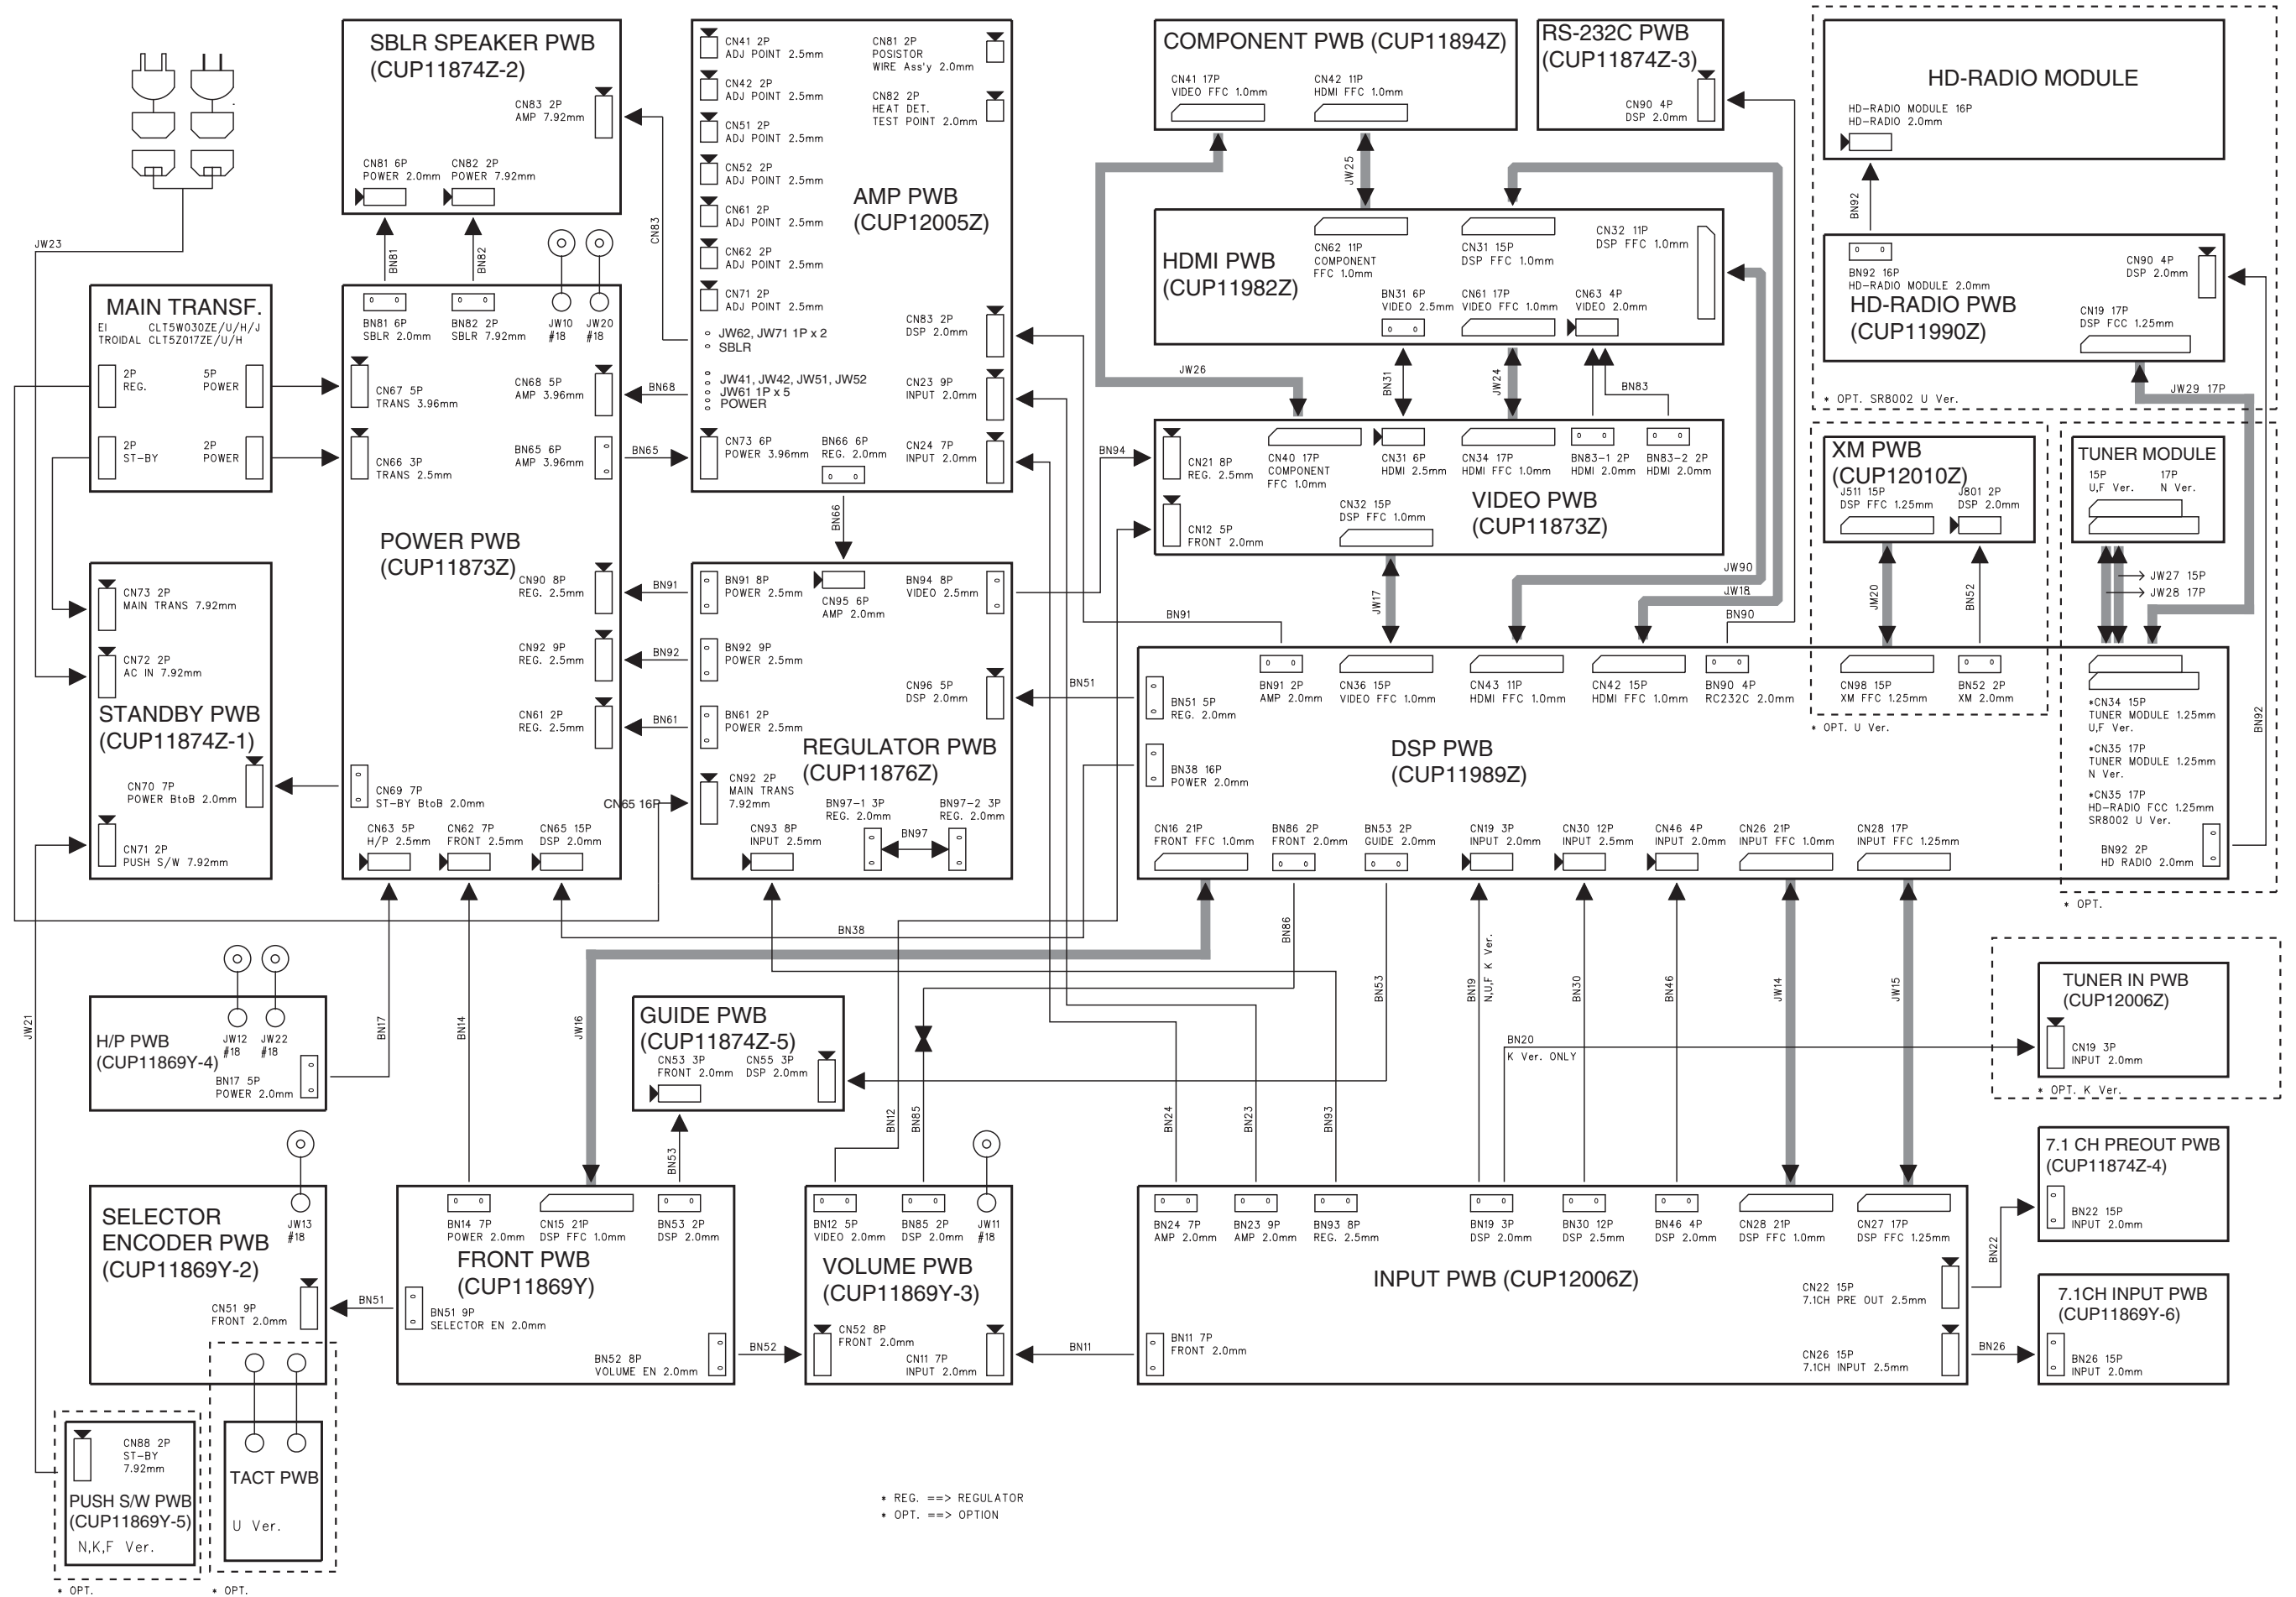 SBLR SPEAKER PWB
(CUP11874Z-2)
CN83 2P
AMP 7.92mm
CN81 6P
POWER 2.0mm
CN82 2P
POWER 7.92mm
JW23
BN81
BN82
CN83
MAIN TRANSF.
EI CLT5W030ZE/U/H/J
TROIDAL CLT5Z017ZE/U/H
2P
REG.
5P
POWER
2P
ST-BY
2P
POWER
BN81 6P
SBLR 2.0mm
BN82 2P
SBLR 7.92mm
JW10
#18
JW20
#18
CN67 5P
TRANS 3.96mm
CN68 5P
AMP 3.96mm
CN66 3P
TRANS 2.5mm
BN65 6P
AMP 3.96mm
POWER PWB
(CUP11873Z)
CN90 8P
REG. 2.5mm
CN92 9P
REG. 2.5mm
CN61 2P
REG. 2.5mm
CN69 7P
ST-BY BtoB 2.0mm
CN63 5P
H/P 2.5mm
CN62 7P
FRONT 2.5mm
CN65 15P
DSP 2.0mm
BN68
BN65
BN91
BN92
BN61
CN65 16P
CN73 2P
MAIN TRANS 7.92mm
CN72 2P
AC IN 7.92mm
STANDBY PWB
(CUP11874Z-1)
CN70 7P
POWER BtoB 2.0mm
CN71 2P
PUSH S/W 7.92mm
CN41 2P
ADJ POINT 2.5mm
CN42 2P
ADJ POINT 2.5mm
CN51 2P
ADJ POINT 2.5mm
CN52 2P
ADJ POINT 2.5mm
CN61 2P
ADJ POINT 2.5mm
CN62 2P
ADJ POINT 2.5mm
CN71 2P
ADJ POINT 2.5mm
CN81 2P
POSISTOR
WIRE Ass'y 2.0mm
CN82 2P
HEAT DET.
TEST POINT 2.0mm
AMP PWB
(CUP12005Z)
JW62, JW71 1P x 2
SBLR
JW41, JW42, JW51, JW52
JW61 1P x 5
POWER
CN83 2P
DSP 2.0mm
CN23 9P
INPUT 2.0mm
CN73 6P
POWER 3.96mm
BN66 6P
REG. 2.0mm
CN24 7P
INPUT 2.0mm
BN66
BN91 8P
POWER 2.5mm
CN95 6P
AMP 2.0mm
BN94 8P
VIDEO 2.5mm
BN92 9P
POWER 2.5mm
CN96 5P
DSP 2.0mm
BN61 2P
POWER 2.5mm
REGULATOR PWB
(CUP11876Z)
CN92 2P
MAIN TRANS
7.92mm
BN97-1 3P
REG. 2.0mm
BN97-2 3P
REG. 2.0mm
BN97
CN93 8P
INPUT 2.5mm
COMPONENT PWB (CUP11894Z)
CN41 17P
VIDEO FFC 1.0mm
CN42 11P
HDMI FFC 1.0mm
RS-232C PWB
(CUP11874Z-3)
CN90 4P
DSP 2.0mm
JW25
HDMI PWB
(CUP11982Z)
CN62 11P
COMPONENT
FFC 1.0mm
CN31 15P
DSP FFC 1.0mm
CN32 11P
DSP FFC 1.0mm
BN31 6P
VIDEO 2.5mm
CN61 17P
VIDEO FFC 1.0mm
CN63 4P
VIDEO 2.0mm
JW26
BN31
JW24
BN83
BN94
CN21 8P
REG. 2.5mm
CN40 17P
COMPONENT
FFC 1.0mm
CN31 6P
HDMI 2.5mm
CN34 17P
HDMI FFC 1.0mm
BN83-1 2P
HDMI 2.0mm
BN83-2 2P
HDMI 2.0mm
CN12 5P
FRONT 2.0mm
CN32 15P
DSP FFC 1.0mm
VIDEO PWB
(CUP11873Z)
HD-RADIO MODULE
HD-RADIO MODULE 16P
HD-RADIO 2.0mm
BN92
BN92 16P
HD-RADIO MODULE 2.0mm
HD-RADIO PWB
(CUP11990Z)
CN90 4P
DSP 2.0mm
CN19 17P
DSP FCC 1.25mm
JW29 17P
* OPT. SR8002 U Ver.
XM PWB
(CUP12010Z)
J511 15P
DSP FFC 1.25mm
J801 2P
DSP 2.0mm
TUNER MODULE
15P
U,F Ver.
17P
N Ver.
JW27 15P
JW28 17P
JM20
BN52
JW17
JW90
JW18
BN90
BN91
BN51
BN92
BN51 5P
REG. 2.0mm
BN91 2P
AMP 2.0mm
CN36 15P
VIDEO FFC 1.0mm
CN43 11P
HDMI FFC 1.0mm
CN42 15P
HDMI FFC 1.0mm
BN90 4P
RC232C 2.0mm
CN98 15P
XM FFC 1.25mm
BN52 2P
XM 2.0mm
* OPT. U Ver.
*CN34 15P
TUNER MODULE 1.25mm
U,F Ver.
*CN35 17P
TUNER MODULE 1.25mm
N Ver.
*CN35 17P
HD-RADIO FCC 1.25mm
SR8002 U Ver.
BN92 2P
HD RADIO 2.0mm
* OPT.
BN38 16P
POWER 2.0mm
DSP PWB
(CUP11989Z)
CN16 21P
FRONT FFC 1.0mm
BN86 2P
FRONT 2.0mm
BN53 2P
GUIDE 2.0mm
CN19 3P
INPUT 2.0mm
CN30 12P
INPUT 2.5mm
CN46 4P
INPUT 2.0mm
CN26 21P
INPUT FFC 1.0mm
CN28 17P
INPUT FFC 1.25mm
BN38
BN86
BN53
BN19
N,U,F K Ver.
BN30
BN46
JW14
JW15
BN20
K Ver. ONLY
TUNER IN PWB
(CUP12006Z)
CN19 3P
INPUT 2.0mm
* OPT. K Ver.
JW21
JW12
#18
JW22
#18
H/P PWB
(CUP11869Y-4)
BN17 5P
POWER 2.0mm
BN17
BN14
JW16
GUIDE PWB
(CUP11874Z-5)
CN53 3P
FRONT 2.0mm
CN55 3P
DSP 2.0mm
BN53
BN12
BN85
BN24
BN23
BN93
SELECTOR
ENCODER PWB
(CUP11869Y-2)
JW13
#18
CN51 9P
FRONT 2.0mm
BN51
BN14 7P
POWER 2.0mm
CN15 21P
DSP FFC 1.0mm
BN53 2P
DSP 2.0mm
FRONT PWB
(CUP11869Y)
BN51 9P
SELECTOR EN 2.0mm
BN52 8P
VOLUME EN 2.0mm
BN52
BN12 5P
VIDEO 2.0mm
BN85 2P
DSP 2.0mm
JW11
#18
VOLUME PWB
(CUP11869Y-3)
CN52 8P
FRONT 2.0mm
CN11 7P
INPUT 2.0mm
BN11
BN24 7P
AMP 2.0mm
BN23 9P
AMP 2.0mm
BN93 8P
REG. 2.5mm
BN19 3P
DSP 2.0mm
BN30 12P
DSP 2.5mm
BN46 4P
DSP 2.0mm
CN28 21P
DSP FFC 1.0mm
CN27 17P
DSP FFC 1.25mm
INPUT PWB (CUP12006Z)
BN11 7P
FRONT 2.0mm
CN22 15P
7.1CH PRE OUT 2.5mm
CN26 15P
7.1CH INPUT 2.5mm
BN22
BN26
7.1 CH PREOUT PWB
(CUP11874Z-4)
BN22 15P
INPUT 2.0mm
7.1CH INPUT PWB
(CUP11869Y-6)
BN26 15P
INPUT 2.0mm
CN88 2P
ST-BY
7.92mm
PUSH S/W PWB
(CUP11869Y-5)
N,K,F Ver.
* OPT.
TACT PWB
U Ver.
* OPT.
* REG. ==> REGULATOR
* OPT. ==> OPTION